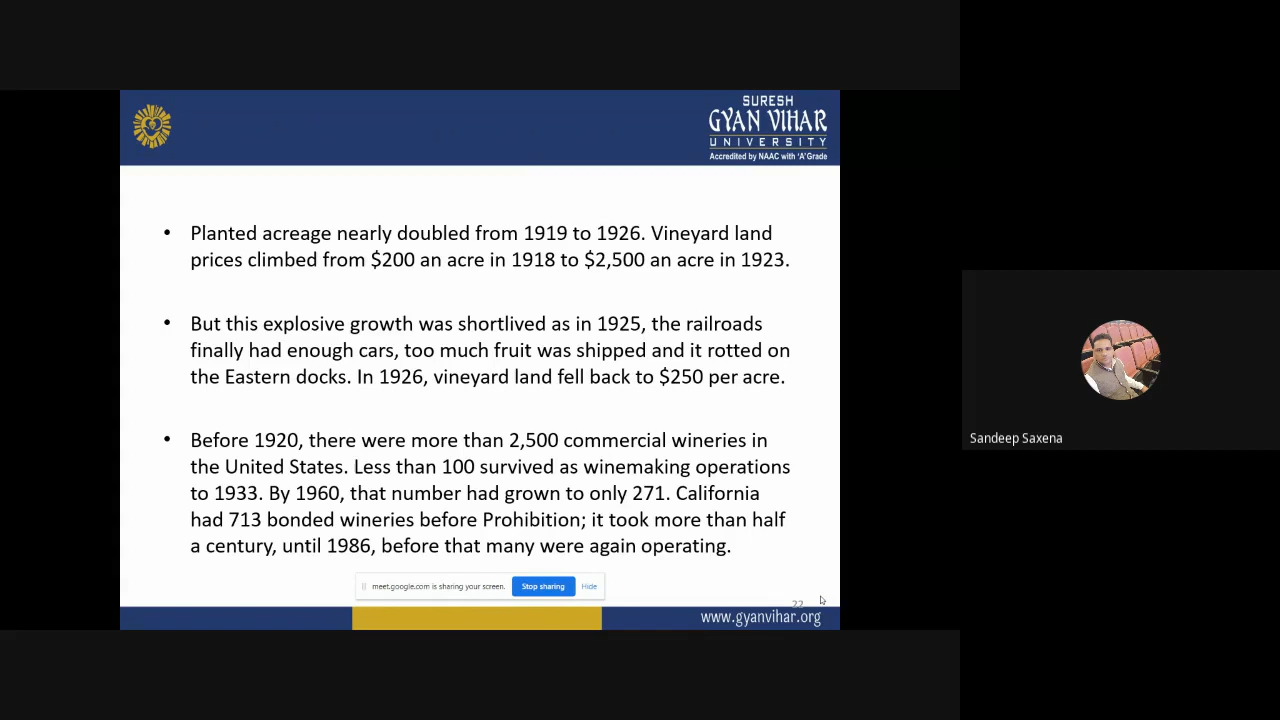 SURESH
GYAN VIHAR
UNIVERSITY
Accredited by NAAC with 'A' Grade
• Planted acreage nearly doubled from 1919 to 1926. Vineyard land
prices climbed from $200 an acre in 1918 to $2,500 an acre in 1923.
• But this explosive growth was shortlived as in 1925, the railroads
finally had enough cars, too much fruit was shipped and it rotted on
the Eastern docks. In 1926, vineyard land fell back to $250 per acre.
• Before 1920, there were more than 2,500 commercial wineries in
the United States. Less than 100 survived as winemaking operations
to 1933. By 1960, that number had grown to only 271. California
had 713 bonded wineries before Prohibition; it took more than half
a century, until 1986, before that many were again operating.
meet.google.com is sharing your screen. Stop sharing Hide
22
www.gyanvihar.org
Sandeep Saxena